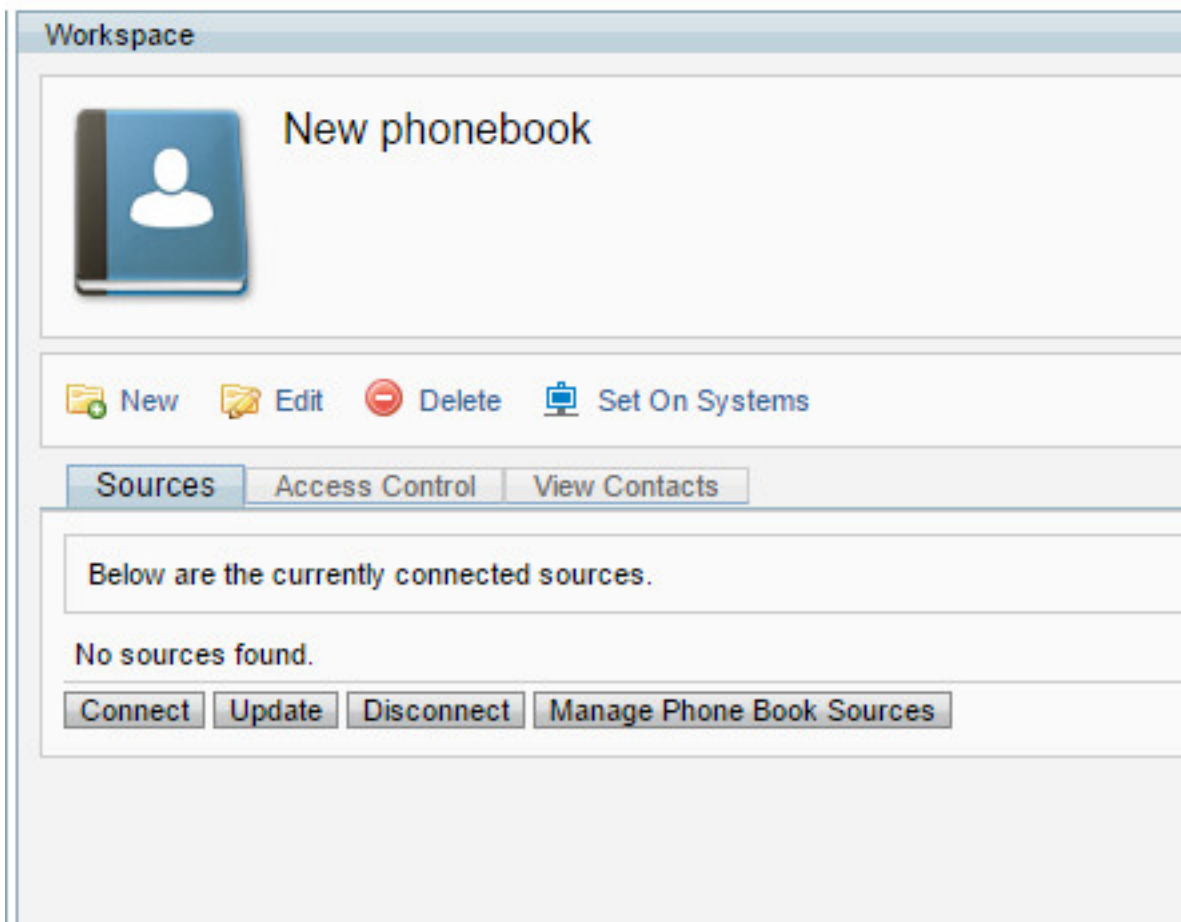 Workspace
New phonebook
New Edit Delete Set On Systems
Sources Access Control View Contacts
Below are the currently connected sources.
No sources found.
Connect Update Disconnect Manage Phone Book Sources